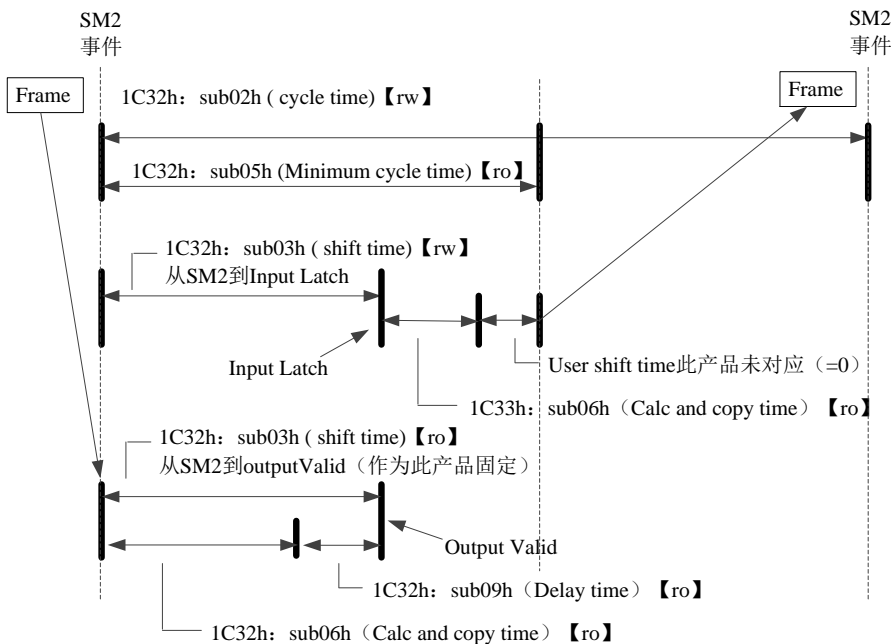 SM2
事件
SM2
事件
Frame
1C32h：sub02h ( cycle time)【rw】
Frame
1C32h：sub05h (Minimum cycle time)【ro】
1C32h：sub03h ( shift time)【rw】
从SM2到Input Latch
Input Latch
User shift time此产品未对应（=0）
1C33h：sub06h（Calc and copy time）【ro】
1C32h：sub03h ( shift time)【ro】
从SM2到outputValid（作为此产品固定）
Output Valid
1C32h：sub09h（Delay time）【ro】
1C32h：sub06h（Calc and copy time）【ro】